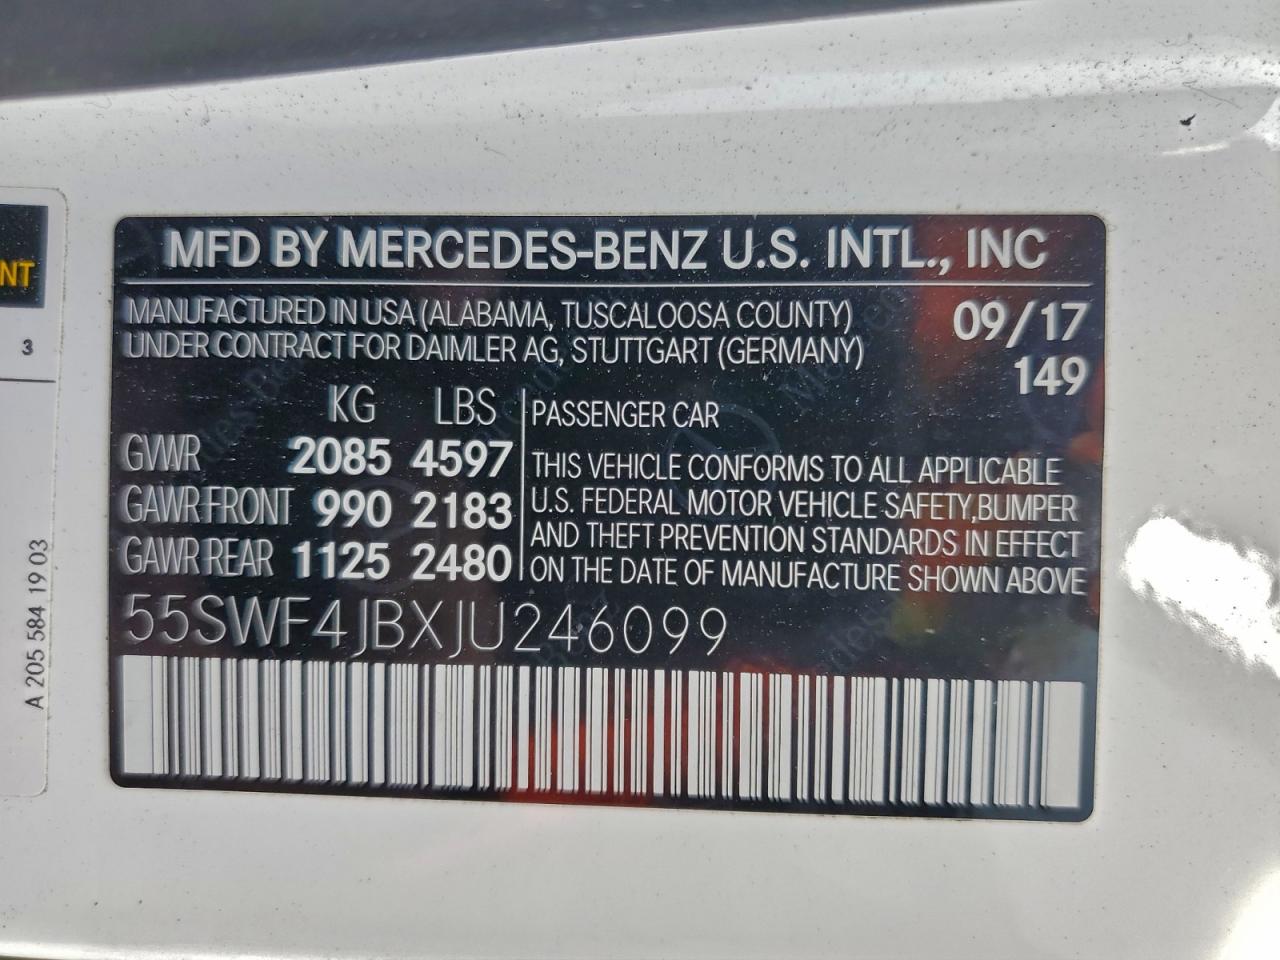 NT
3
A 205 584 19 03
MFD BY MERCEDES-BENZ U.S. INTL., INC
MANUFACTURED IN USA (ALABAMA, TUSCALOOSA COUNTY) 09/17
UNDER CONTRACT FOR DAIMLER AG, STUTTGART (GERMANY) 149
KG LBS
GVWR 2085 4597
GAWR FRONT 990 2183
GAWR REAR 1125 2480
PASSENGER CAR
THIS VEHICLE CONFORMS TO ALL APPLICABLE
U.S. FEDERAL MOTOR VEHICLE SAFETY,BUMPER
AND THEFT PREVENTION STANDARDS IN EFFECT
ON THE DATE OF MANUFACTURE SHOWN ABOVE
55SWF4JBXJU246099